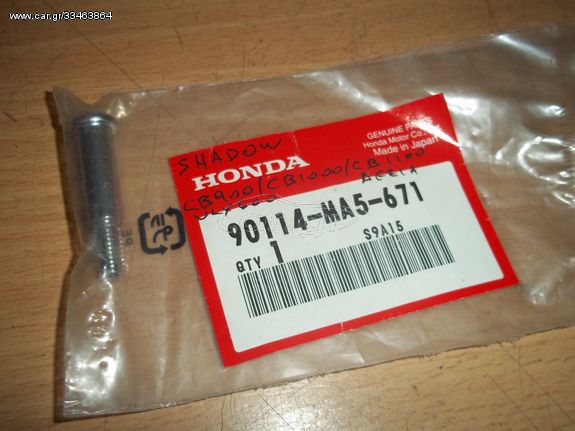 www.car.gr/33463864
GENUINE PARTS
Honda Motor Co.,
Made in Japan
SHADOW
HONDA
CB900/CB1000/CB1100
90114-MA5-671
S9A15
QTY 1